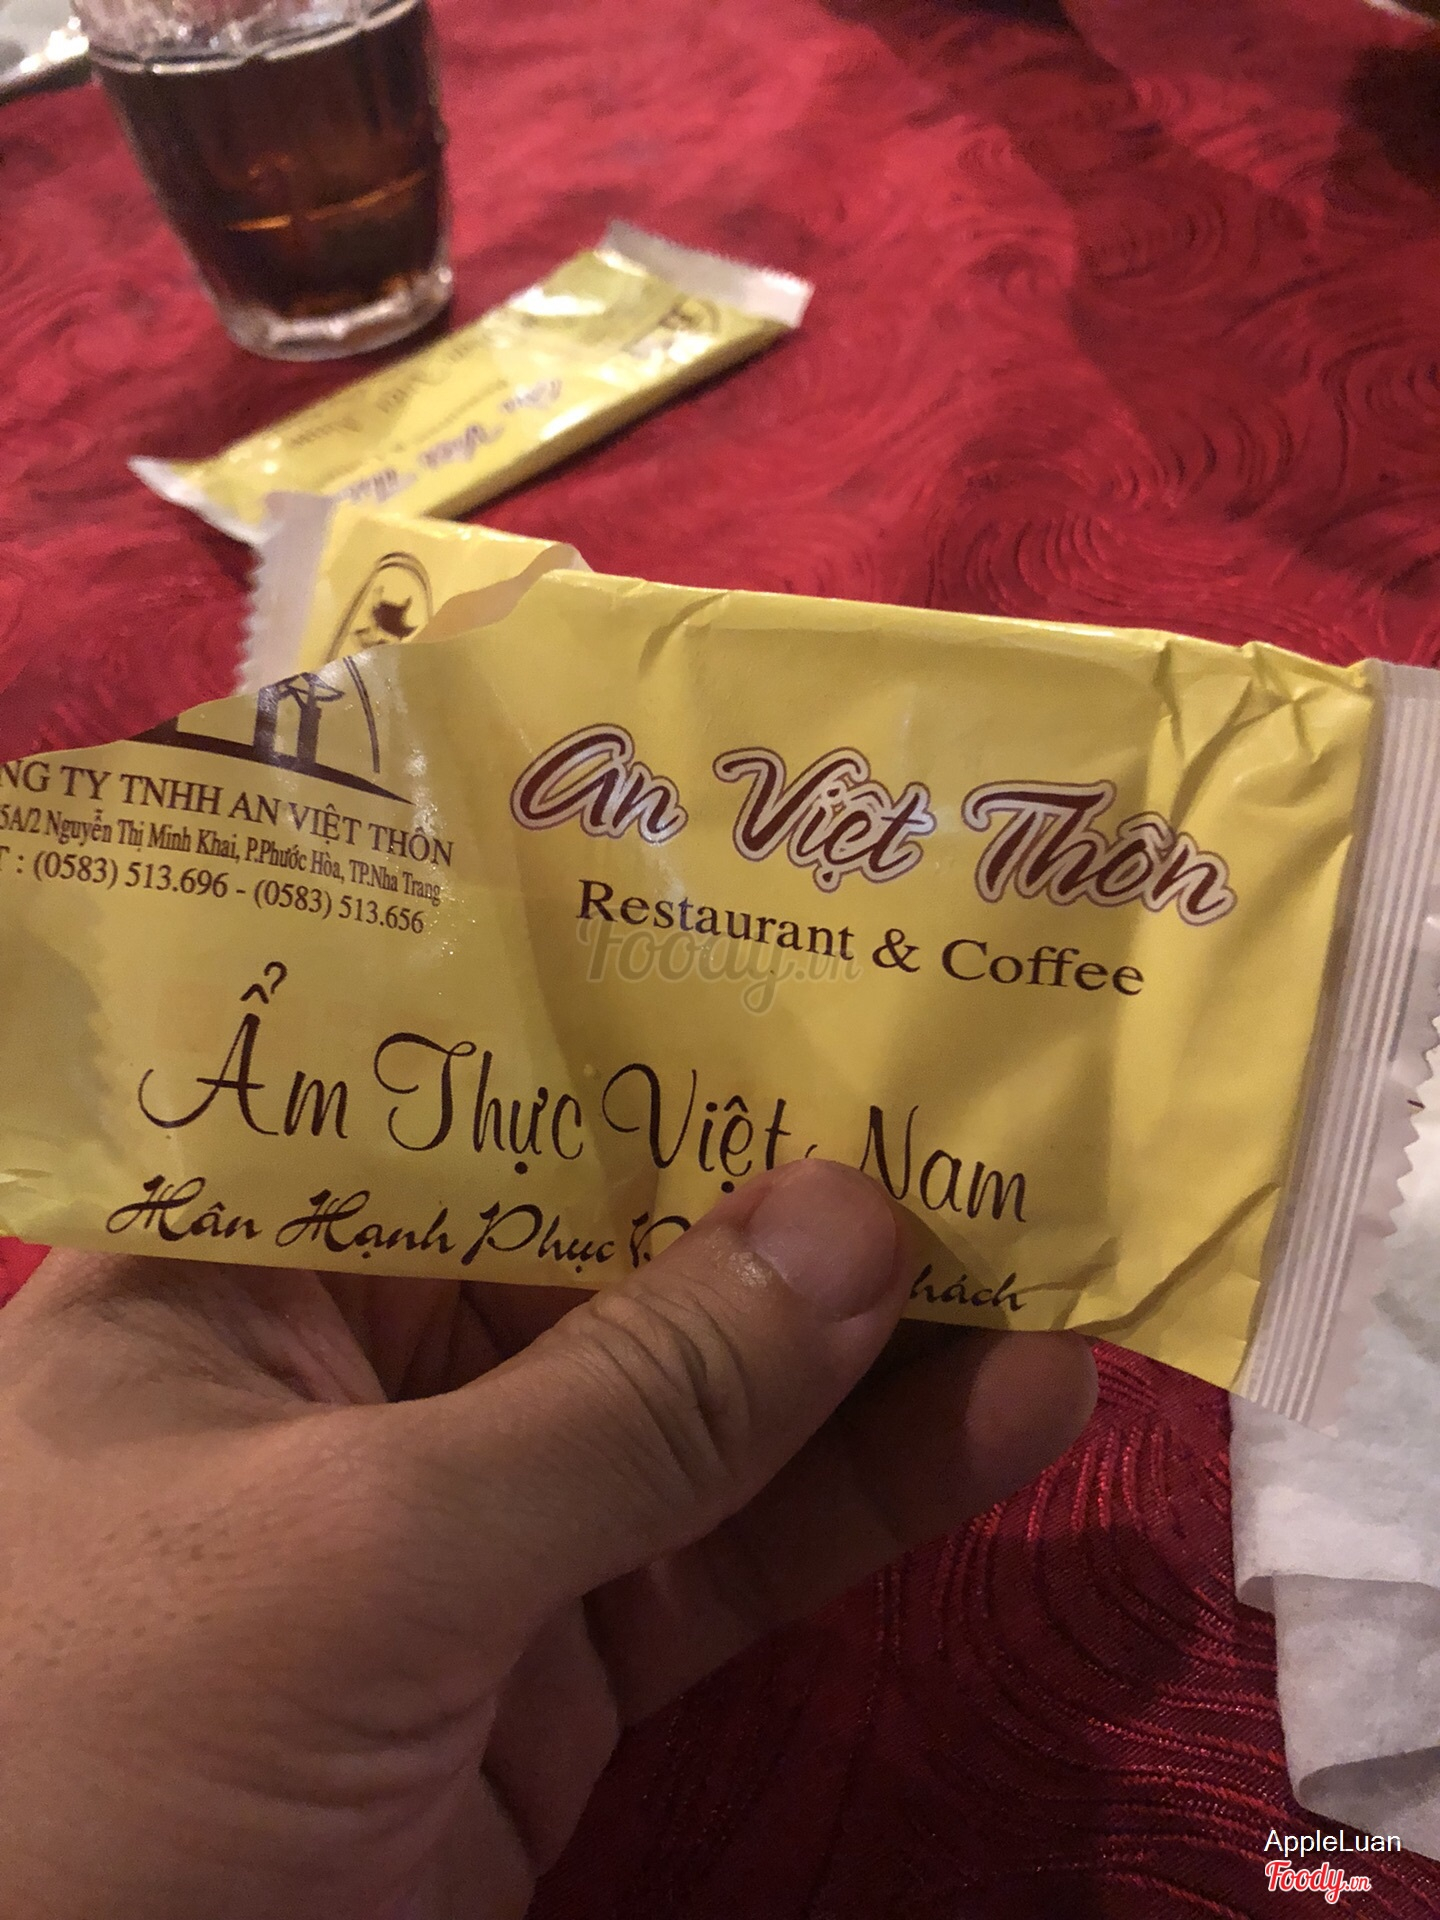 NG TY TNHH AN VIỆT THÔN
5A/2 Nguyễn Thị Minh Khai, P.Phước Hòa, TP.Nha Trang
T : (0583) 513.696 - (0583) 513.656
An Việt Thôn
Restaurant & Coffee
Foody.vn
Ẩm Thực Việt Nam
Hân Hạnh Phục hách
AppleLuan
Foody.vn